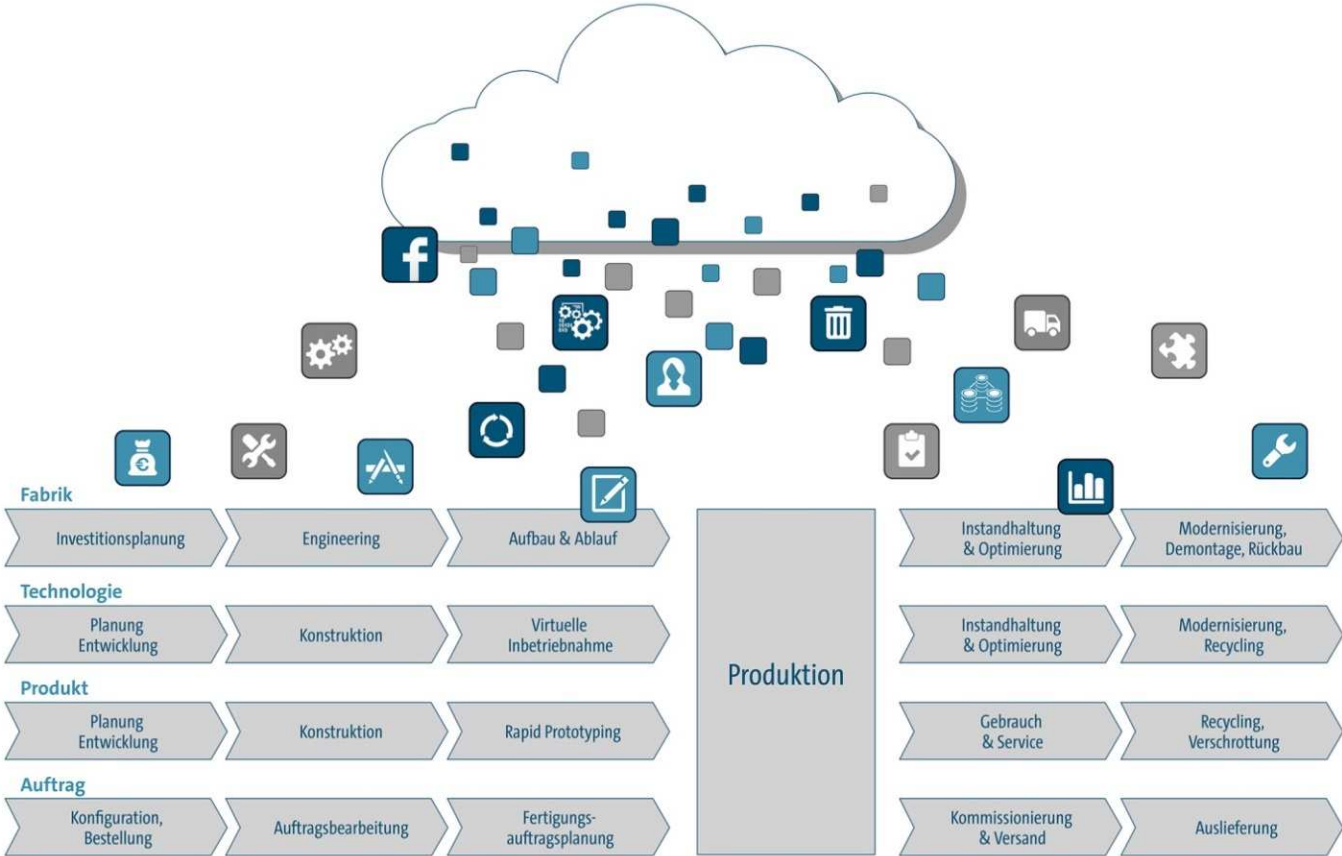 Fabrik
Investitionsplanung
Engineering
Aufbau & Ablauf
Instandhaltung
& Optimierung
Modernisierung,
Demontage, Rückbau
Technologie
Planung
Entwicklung
Konstruktion
Virtuelle
Inbetriebnahme
Instandhaltung
& Optimierung
Modernisierung,
Recycling
Produktion
Produkt
Planung
Entwicklung
Konstruktion
Rapid Prototyping
Gebrauch
& Service
Recycling,
Verschrottung
Auftrag
Konfiguration,
Bestellung
Auftragsbearbeitung
Fertigungs-
auftragsplanung
Kommissionierung
& Versand
Auslieferung